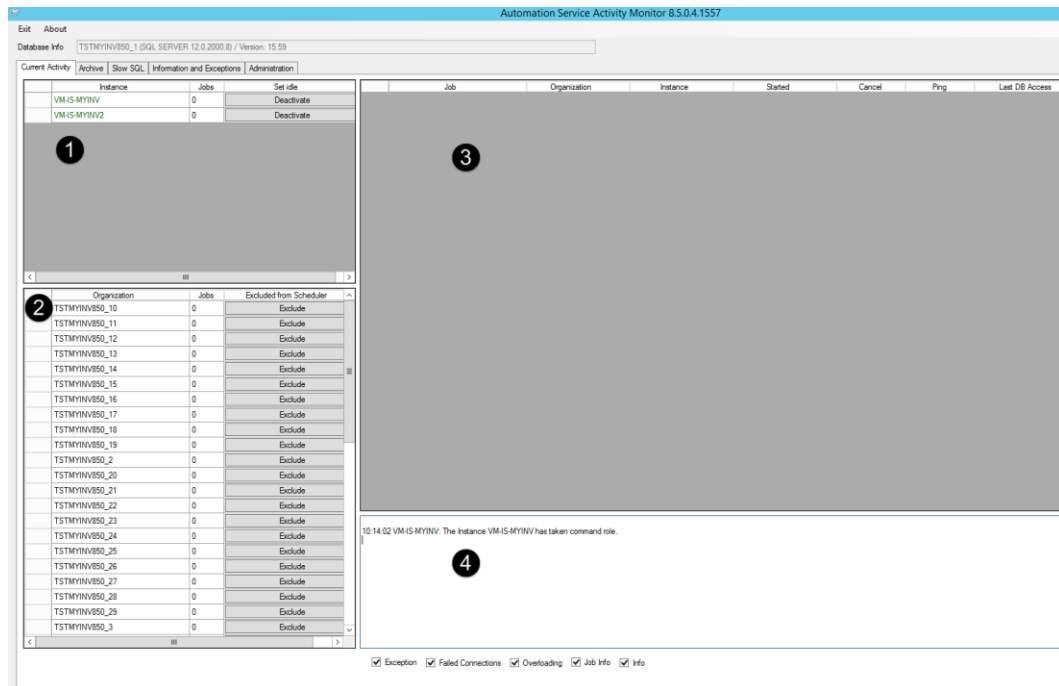 Automation Service Activity Monitor 8.5.0.4.1557
Exit About
Database Info TSTMYINV850_1 (SQL SERVER 12.0.2000.8) / Version: 15.59
Current Activity Archive Slow SQL Information and Exceptions Administration
Instance Jobs Set idle
VM-IS-MYINV 0 Deactivate
VM-IS-MYINV2 0 Deactivate
1
Organization Jobs Excluded from Scheduler
2
TSTMYINV850_10 0 Exclude
TSTMYINV850_11 0 Exclude
TSTMYINV850_12 0 Exclude
TSTMYINV850_13 0 Exclude
TSTMYINV850_14 0 Exclude
TSTMYINV850_15 0 Exclude
TSTMYINV850_16 0 Exclude
TSTMYINV850_17 0 Exclude
TSTMYINV850_18 0 Exclude
TSTMYINV850_19 0 Exclude
TSTMYINV850_2 0 Exclude
TSTMYINV850_20 0 Exclude
TSTMYINV850_21 0 Exclude
TSTMYINV850_22 0 Exclude
TSTMYINV850_23 0 Exclude
TSTMYINV850_24 0 Exclude
TSTMYINV850_25 0 Exclude
TSTMYINV850_26 0 Exclude
TSTMYINV850_27 0 Exclude
TSTMYINV850_28 0 Exclude
TSTMYINV850_29 0 Exclude
TSTMYINV850_3 0 Exclude
Job Organization Instance Started Cancel Ping Last DB Access
3
10:14:02 VM-IS-MYINV: The Instance VM-IS-MYINV has taken command role.
4
Exception Failed Connections Overloading Job Info Info